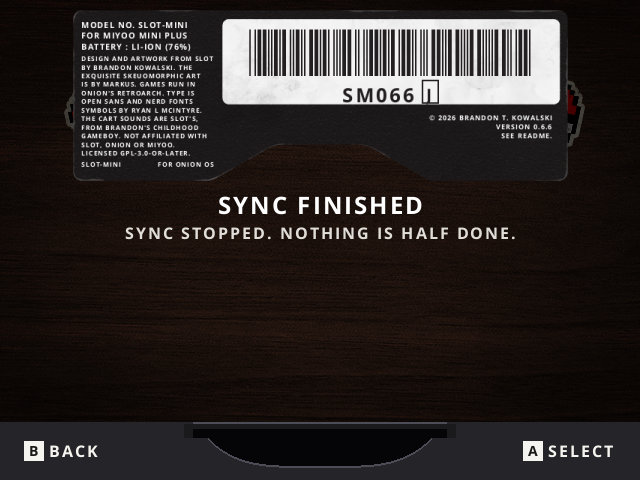 MODEL NO. SLOT-MINI
FOR MIYOO MINI PLUS
BATTERY : LI-ION (76%)
DESIGN AND ARTWORK FROM SLOT
BY BRANDON KOWALSKI. THE
EXQUISITE SKEUOMORPHIC ART
IS BY MARKUS. GAMES RUN IN
ONION'S RETROARCH. TYPE IS
OPEN SANS AND NERD FONTS
SYMBOLS BY RYAN L MCINTYRE.
THE CART SOUNDS ARE SLOT'S,
FROM BRANDON'S CHILDHOOD
GAMEBOY. NOT AFFILIATED WITH
SLOT, ONION OR MIYOO.
LICENSED GPL-3.0-OR-LATER.
SLOT-MINI FOR ONION OS
SM066 J
© 2026 BRANDON T. KOWALSKI
VERSION 0.6.6
SEE README.
SYNC FINISHED
SYNC STOPPED. NOTHING IS HALF DONE.
B BACK
A SELECT